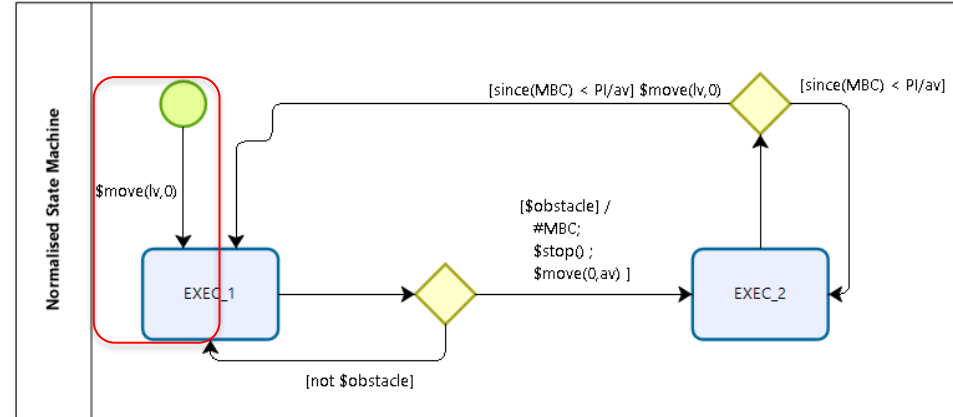 Normalised State Machine
[since(MBC) < PI/av] $move(lv,0)
[since(MBC) < PI/av]
$move(lv,0)
[$obstacle] /
#MBC;
$stop() ;
$move(0,av) ]
EXEC_1
EXEC_2
[not $obstacle]